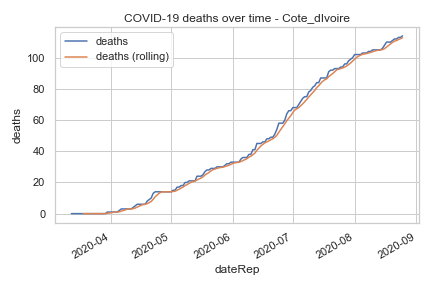 COVID-19 deaths over time - Cote_dIvoire
deaths
deaths (rolling)
100
80
60
40
20
0
deaths
2020-04
2020-05
2020-06
2020-07
2020-08
2020-09
dateRep